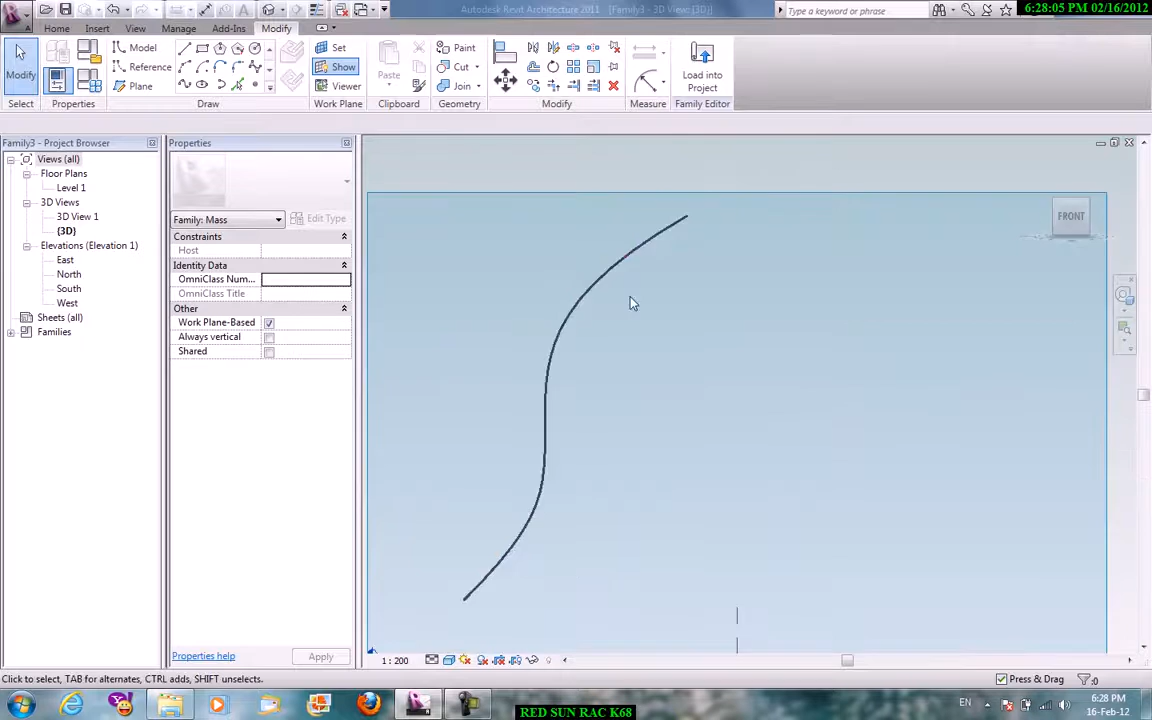 Autodesk Revit Architecture 2011 - [Family3 - 3D View: {3D}]
Type a keyword or phrase
6:28:05 PM 02/16/2012
Home
Insert
View
Manage
Add-Ins
Modify
Modify
Model
Reference
Plane
Set
Show
Viewer
Paste
Paint
Cut
Join
Load into
Project
Select
Properties
Draw
Work Plane
Clipboard
Geometry
Modify
Measure
Family Editor
Family3 - Project Browser
Views (all)
Floor Plans
Level 1
3D Views
3D View 1
{3D}
Elevations (Elevation 1)
East
North
South
West
Sheets (all)
Families
Properties
Family: Mass
Edit Type
Constraints
Host
Identity Data
OmniClass Num...
OmniClass Title
Other
Work Plane-Based
Always vertical
Shared
Properties help
Apply
FRONT
1 : 200
Click to select, TAB for alternates, CTRL adds, SHIFT unselects.
Press & Drag
:0
EN
6:28 PM
16-Feb-12
RED SUN RAC K68